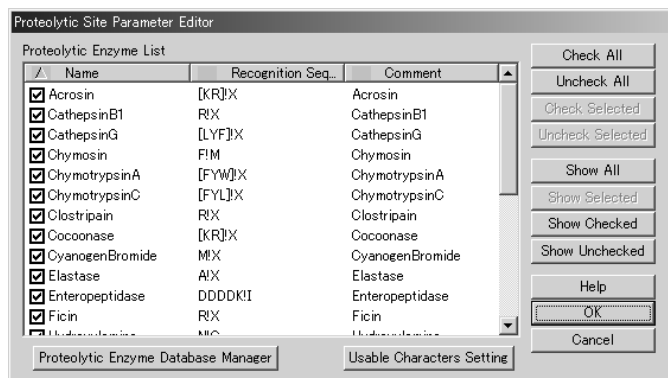 Proteolytic Site Parameter Editor
Proteolytic Enzyme List
Name Recognition Seq... Comment
Acrosin [KR]!X Acrosin
CathepsinB1 R!X CathepsinB1
CathepsinG [LYF]!X CathepsinG
Chymosin F!M Chymosin
ChymotrypsinA [FYW]!X ChymotrypsinA
ChymotrypsinC [FYL]!X ChymotrypsinC
Clostripain R!X Clostripain
Cocoonase [KR]!X Cocoonase
CyanogenBromide M!X CyanogenBromide
Elastase A!X Elastase
Enteropeptidase DDDDK!I Enteropeptidase
Ficin R!X Ficin
Proteolytic Enzyme Database Manager
Usable Characters Setting
Check All
Uncheck All
Check Selected
Uncheck Selected
Show All
Show Selected
Show Checked
Show Unchecked
Help
OK
Cancel